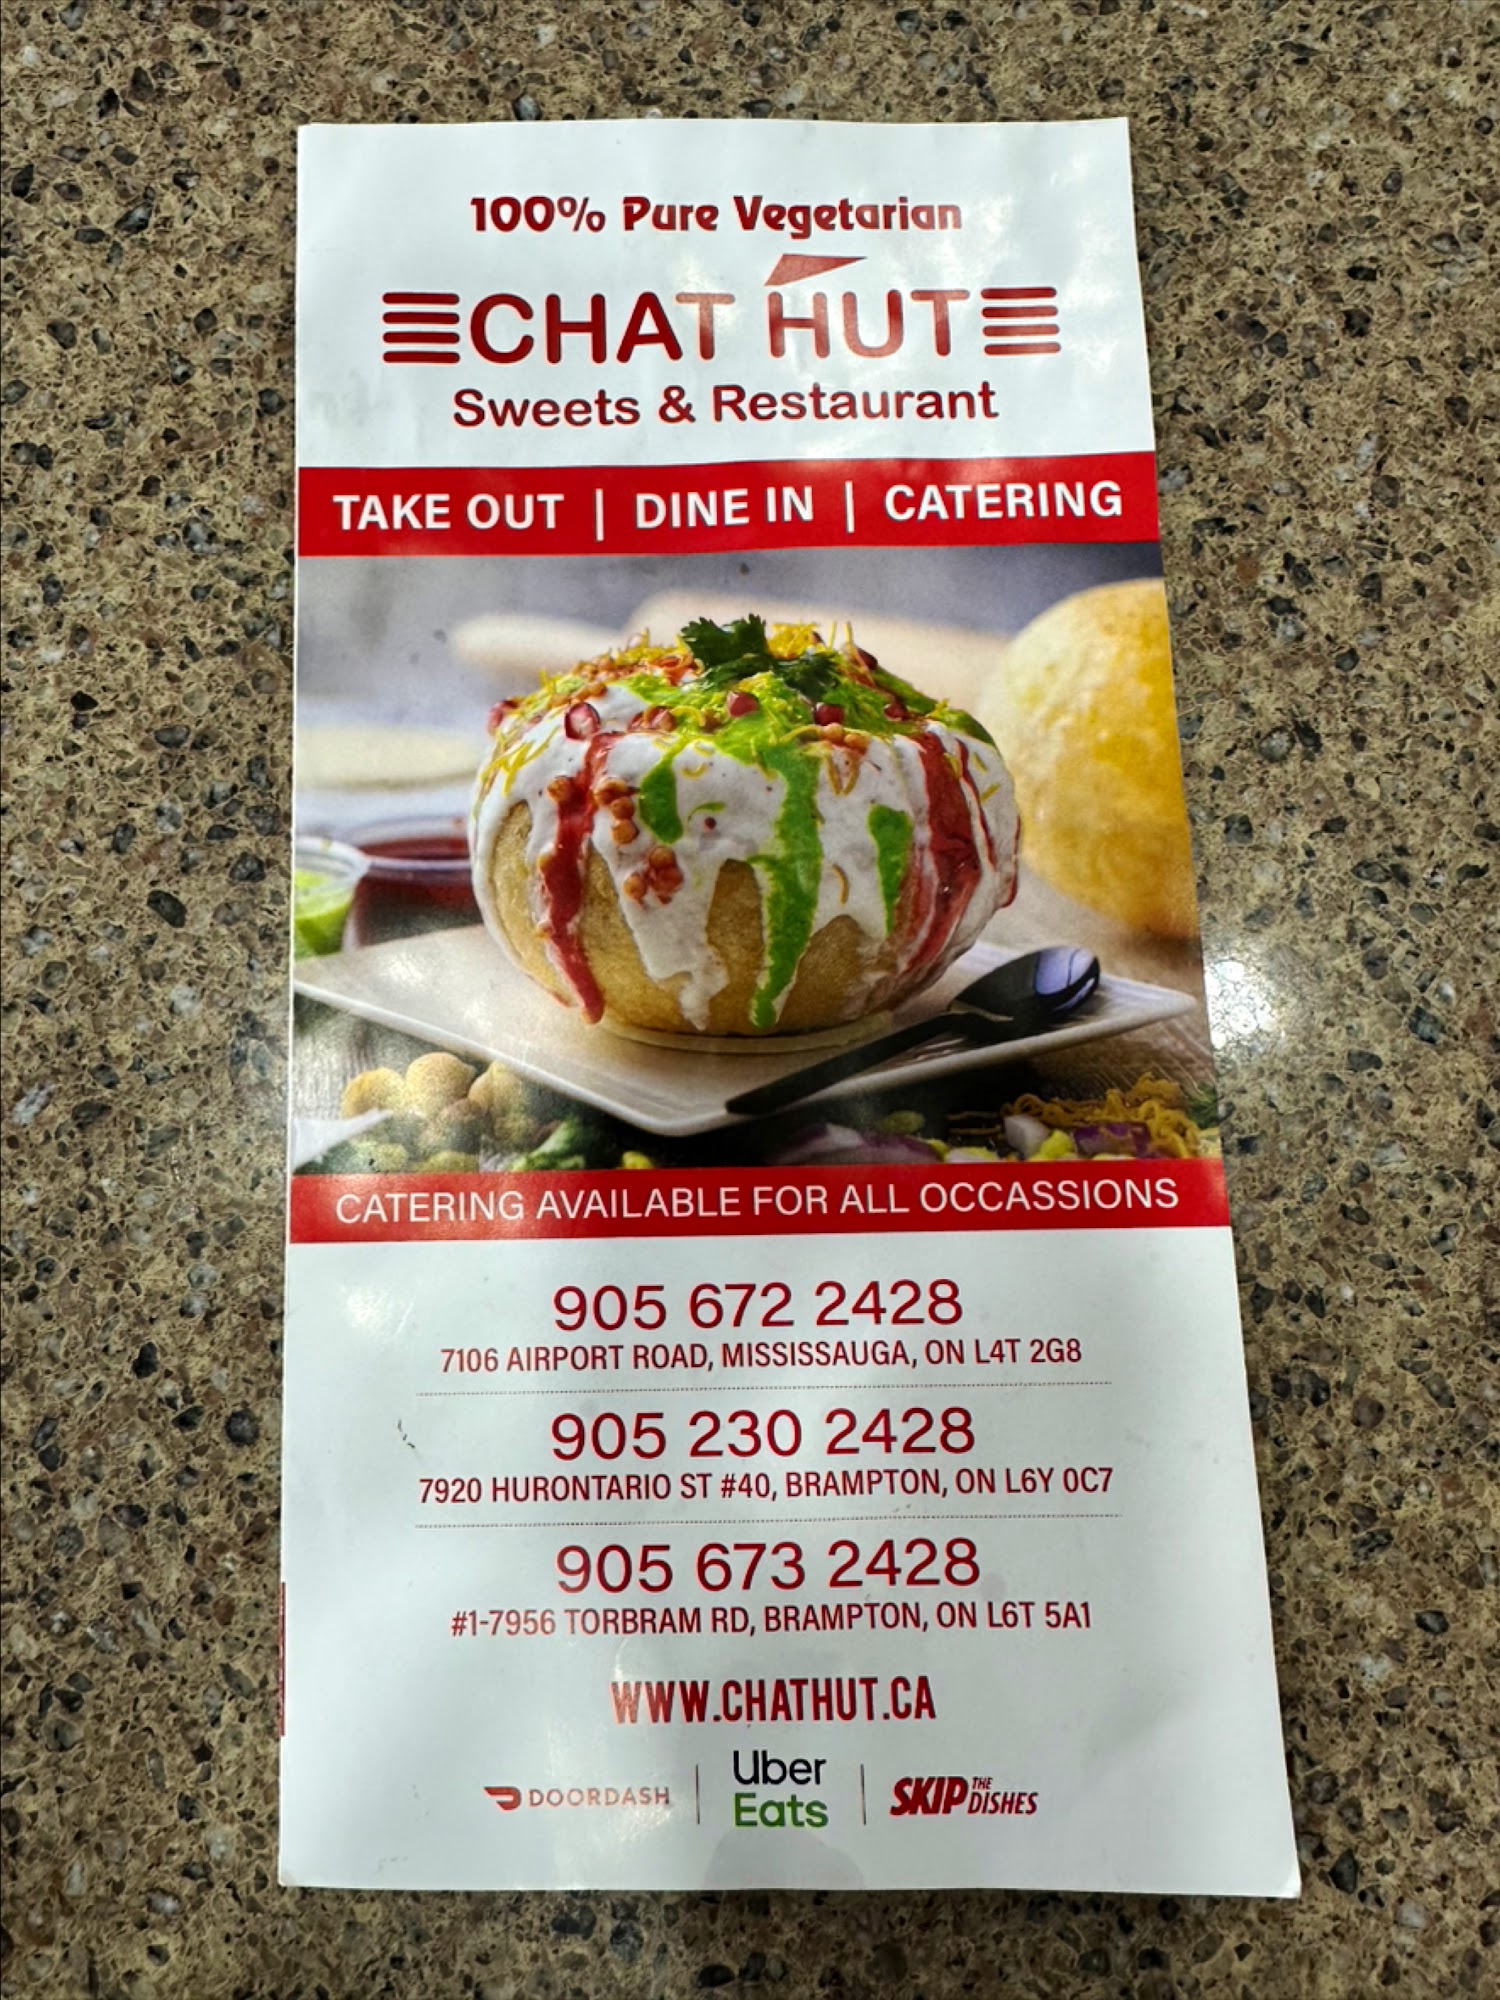 100% Pure Vegetarian
CHAT HUT
Sweets & Restaurant
TAKE OUT | DINE IN | CATERING
CATERING AVAILABLE FOR ALL OCCASSIONS
905 672 2428
7106 AIRPORT ROAD, MISSISSAUGA, ON L4T 2G8
905 230 2428
7920 HURONTARIO ST #40, BRAMPTON, ON L6Y 0C7
905 673 2428
#1-7956 TORBRAM RD, BRAMPTON, ON L6T 5A1
WWW.CHATHUT.CA
DOORDASH | Uber Eats | SKIP THE DISHES